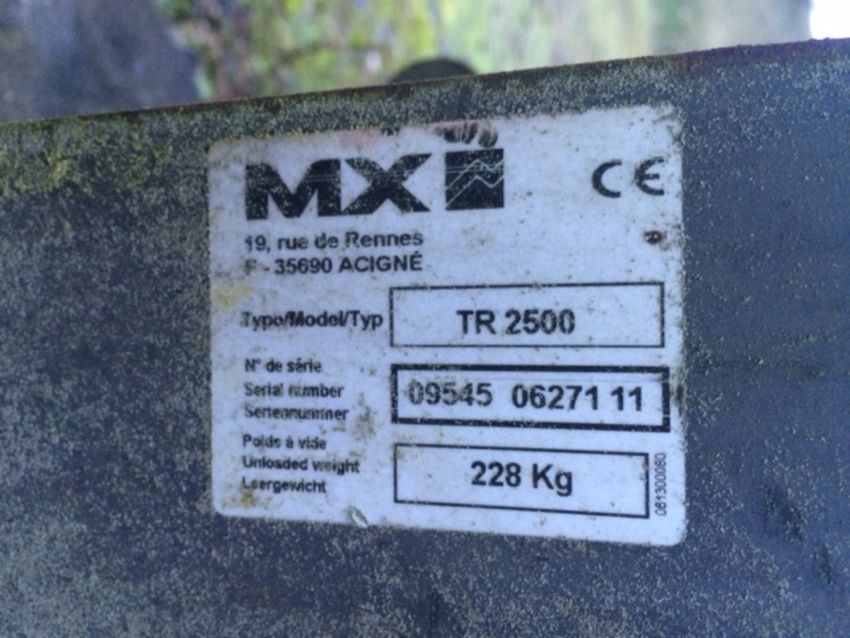 MX
CE
19, rue de Rennes
F - 35690 ACIGNÉ
Type/Model/Typ
TR 2500
N° de série
Serial number
Seriennummer
09545 06271 11
Poids à vide
Unloaded weight
Leergewicht
228 Kg
061300080